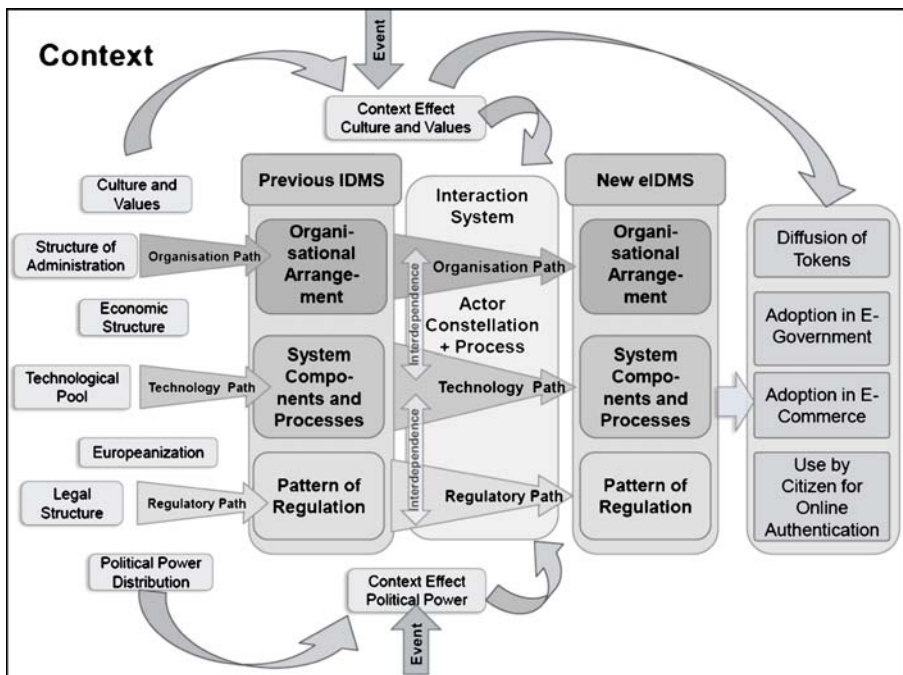 Context
Event
Context Effect
Culture and Values
Culture and
Values
Previous IDMS
Interaction
System
New eIDMS
Structure of
Administration
Organisation Path
Organi-
sational
Arrange-
ment
Organisation Path
Organi-
sational
Arrange-
ment
Diffusion of
Tokens
Economic
Structure
Interdependence
Actor
Constellation
+ Process
Adoption in E-
Government
Technological
Pool
Technology Path
System
Compo-
nents and
Processes
Technology Path
System
Compo-
nents and
Processes
Adoption in E-
Commerce
Europeanization
Interdependence
Legal
Structure
Regulatory Path
Pattern of
Regulation
Regulatory Path
Pattern of
Regulation
Use by
Citizen for
Online
Authentication
Political Power
Distribution
Context Effect
Political Power
Event